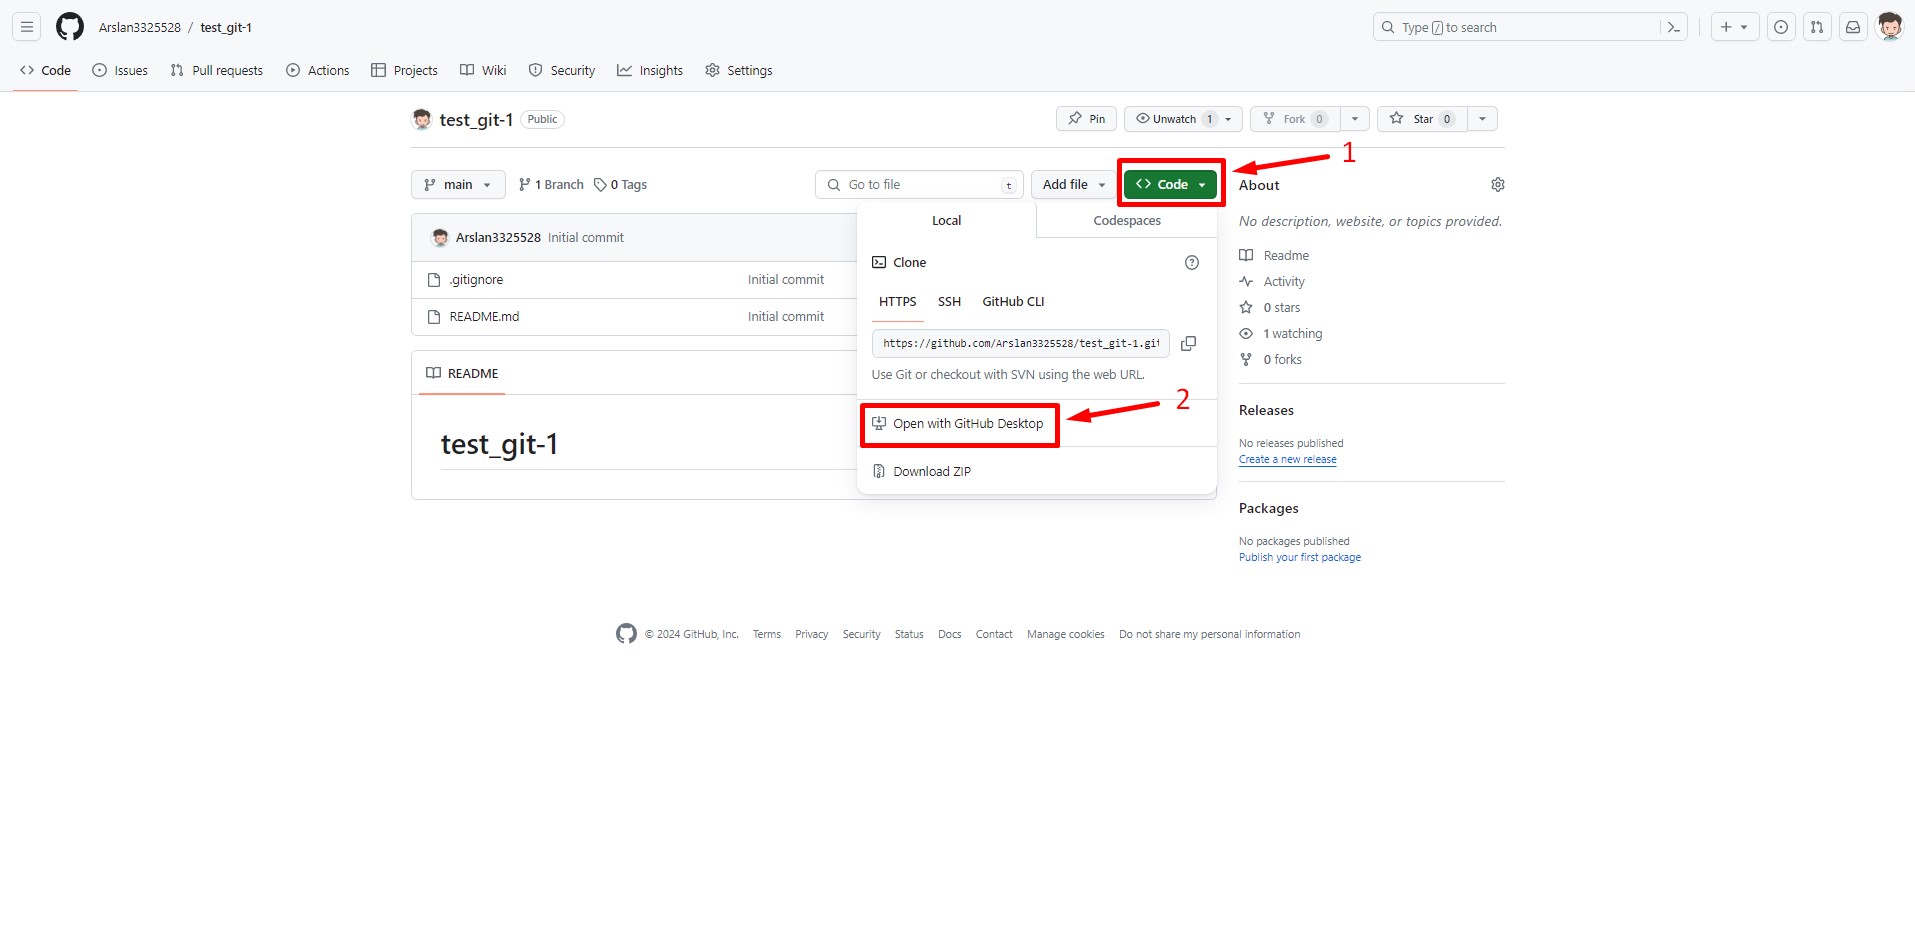 Arslan3325528 / test_git-1
Type / to search
Code Issues Pull requests Actions Projects Wiki Security Insights Settings
test_git-1 Public
Pin Unwatch 1 Fork 0 Star 0
1
main 1 Branch 0 Tags Go to file t Add file Code
Local Codespaces
Arslan3325528 Initial commit
Clone
.gitignore Initial commit
HTTPS SSH GitHub CLI
README.md Initial commit
https://github.com/Arslan3325528/test_git-1.git
Use Git or checkout with SVN using the web URL.
2
Open with GitHub Desktop
Download ZIP
README
test_git-1
About
No description, website, or topics provided.
Readme
Activity
0 stars
1 watching
0 forks
Releases
No releases published
Create a new release
Packages
No packages published
Publish your first package
© 2024 GitHub, Inc. Terms Privacy Security Status Docs Contact Manage cookies Do not share my personal information